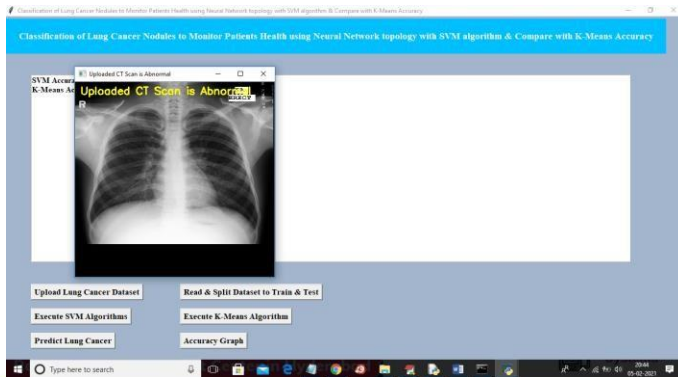 Classification of Lung Cancer Nodules to Monitor Patients Health using Neural Network topology with SVM algorithm & Compare with K-Means Accuracy
Classification of Lung Cancer Nodules to Monitor Patients Health using Neural Network topology with SVM algorithm & Compare with K-Means Accuracy
SVM Accura
K-Means Ac
Uploaded CT Scan is Abnormal
Uploaded CT Scan is Abnormal
R
Upload Lung Cancer Dataset
Read & Split Dataset to Train & Test
Execute SVM Algorithms
Execute K-Means Algorithm
Predict Lung Cancer
Accuracy Graph
Type here to search
20:44
05-02-2021